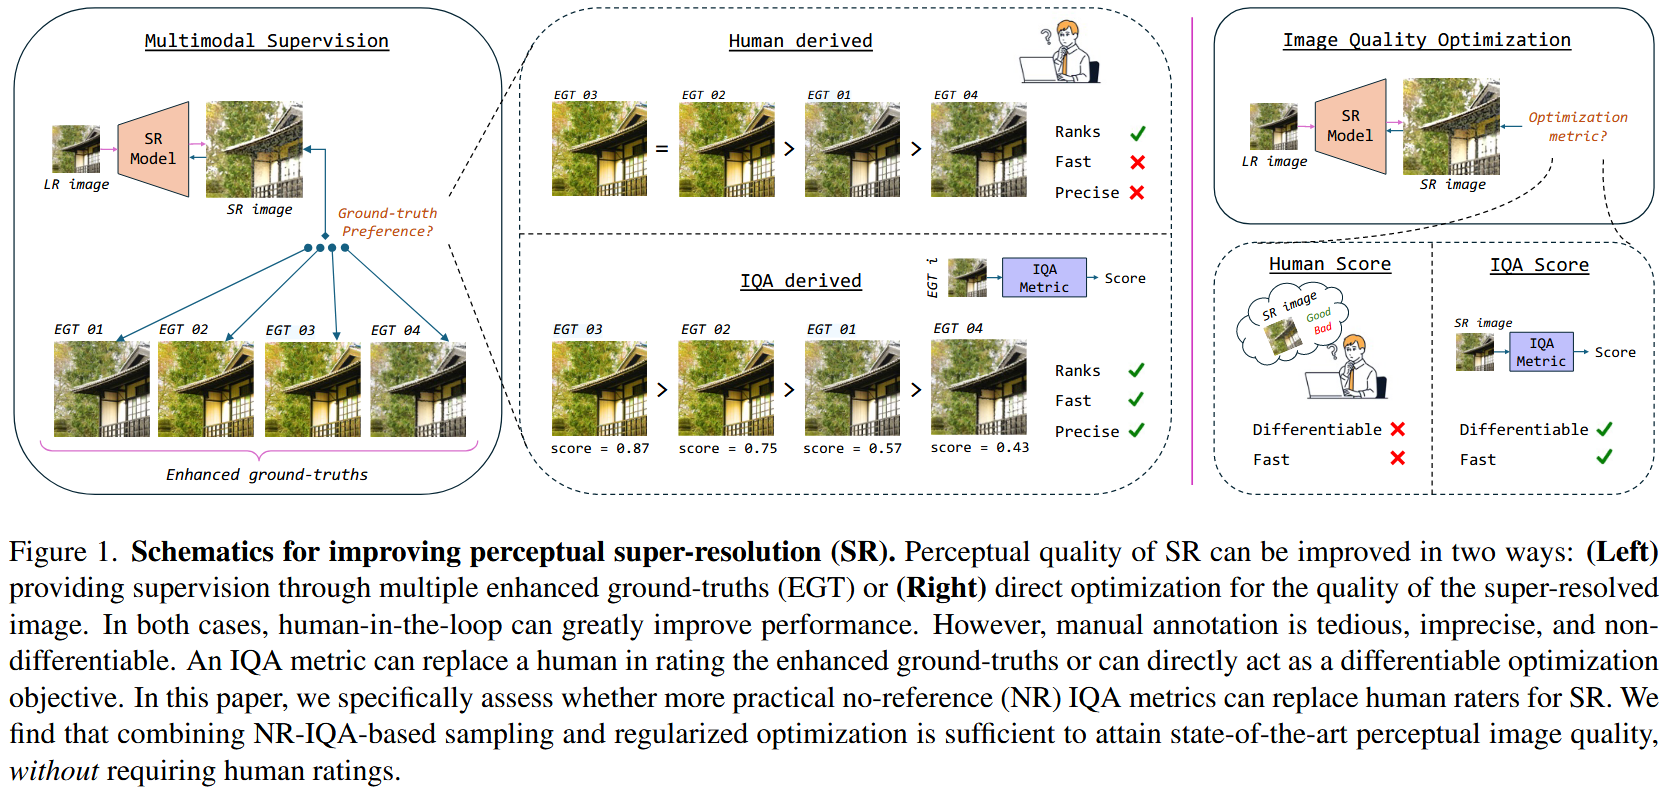 Multimodal Supervision
SR
Model
LR image
SR image
Ground-truth
Preference?
EGT 01
EGT 02
EGT 03
EGT 04
Enhanced ground-truths
Human derived
?
EGT 03
EGT 02
EGT 01
EGT 04
= > >
Ranks ✓
Fast ✗
Precise ✗
IQA derived
EGT i
IQA
Metric
Score
EGT 03
EGT 02
EGT 01
EGT 04
> > >
score = 0.87
score = 0.75
score = 0.57
score = 0.43
Ranks ✓
Fast ✓
Precise ✓
Image Quality Optimization
SR
Model
LR image
SR image
Optimization
metric?
Human Score
SR image
Good
Bad
?
Differentiable ✗
Fast ✗
IQA Score
SR image
IQA
Metric
Score
Differentiable ✓
Fast ✓
Figure 1. Schematics for improving perceptual super-resolution (SR). Perceptual quality of SR can be improved in two ways: (Left)
providing supervision through multiple enhanced ground-truths (EGT) or (Right) direct optimization for the quality of the super-resolved
image. In both cases, human-in-the-loop can greatly improve performance. However, manual annotation is tedious, imprecise, and non-
differentiable. An IQA metric can replace a human in rating the enhanced ground-truths or can directly act as a differentiable optimization
objective. In this paper, we specifically assess whether more practical no-reference (NR) IQA metrics can replace human raters for SR. We
find that combining NR-IQA-based sampling and regularized optimization is sufficient to attain state-of-the-art perceptual image quality,
without requiring human ratings.